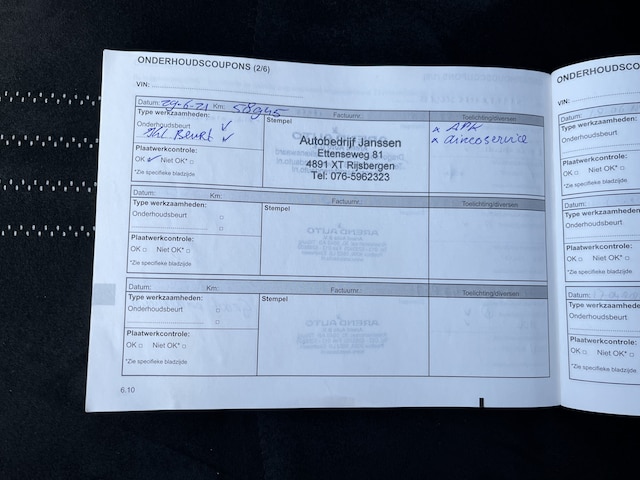 ONDERHOUDSCOUPONS (2/6)
VIN:
Datum: 29-6-21 Km: 58945 Factuurnr.: Toelichting/diversen
Type werkzaamheden:
Onderhoudsbeurt ✓
Beurt ✓
Plaatwerkcontrole:
OK ✓ Niet OK* □
*Zie specifieke bladzijde
Stempel
Autobedrijf Janssen
Ettenseweg 81
4891 XT Rijsbergen
Tel: 076-5962323
x APK
x aircoservice
Datum: Km: Factuurnr.: Toelichting/diversen
Type werkzaamheden:
Onderhoudsbeurt □
□
Plaatwerkcontrole:
OK □ Niet OK* □
*Zie specifieke bladzijde
Stempel
Datum: Km: Factuurnr.: Toelichting/diversen
Type werkzaamheden:
Onderhoudsbeurt □
□
Plaatwerkcontrole:
OK □ Niet OK* □
*Zie specifieke bladzijde
Stempel
6.10
ONDERHOUDSCO
VIN:
Datum:
Type werkzaamheden:
Onderhoudsbeurt
Plaatwerkcontrole:
OK □ Niet OK* □
*Zie specifieke bladzijde
Datum:
Type werkzaamheden:
Onderhoudsbeurt
Plaatwerkcontrole:
OK □ Niet OK* □
*Zie specifieke bladzijde
Datum:
Type werkzaamheden:
Onderhoudsbeurt
Plaatwerkcontrole:
OK □ Niet OK* □
*Zie specifieke bladzijde